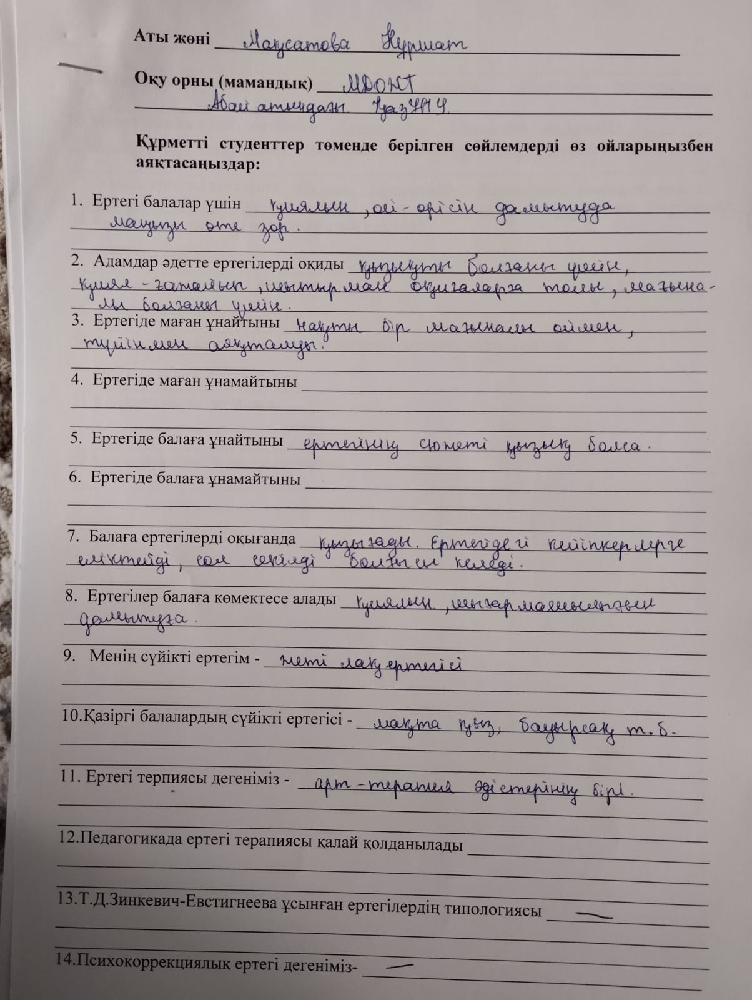 Аты жөні Мақсатова Нұршат
Оқу орны (мамандық) МДОЖТ
Абай атындағы ҚазҰПУ.
Құрметті студенттер төменде берілген сөйлемдерді өз ойларыңызбен
аяқтасаңыздар:
1. Ертегі балалар үшін қиялын, ой-өрісін дамытуда
маңызы өте зор.
2. Адамдар әдетте ертегілерді оқиды қызықты болғаны үшін,
қиял-ғажайып, шытырман оқиғаларға толы, мағына-
лы болғаны үшін.
3. Ертегіде маған ұнайтыны нақты бір мағыналы оймен,
түйінмен аяқталуы.
4. Ертегіде маған ұнамайтыны
5. Ертегіде балаға ұнайтыны ертегінің сюжеті қызық болса.
6. Ертегіде балаға ұнамайтыны
7. Балаға ертегілерді оқығанда қызығады. Ертегідегі кейіпкерлерге
еліктейді, сол секілді болғысы келеді.
8. Ертегілер балаға көмектесе алады қиялын, шығармашылығын
дамытуға.
9. Менің сүйікті ертегім - жеті лақ ертегісі
10.Қазіргі балалардың сүйікті ертегісі - мақта қыз, бауырсақ т.б.
11. Ертегі терпиясы дегеніміз - арт-терапия әдістерінің бірі.
12.Педагогикада ертегі терапиясы қалай қолданылады
13.Т.Д.Зинкевич-Евстигнеева ұсынған ертегілердің типологиясы —
14.Психокоррекциялық ертегі дегеніміз- —